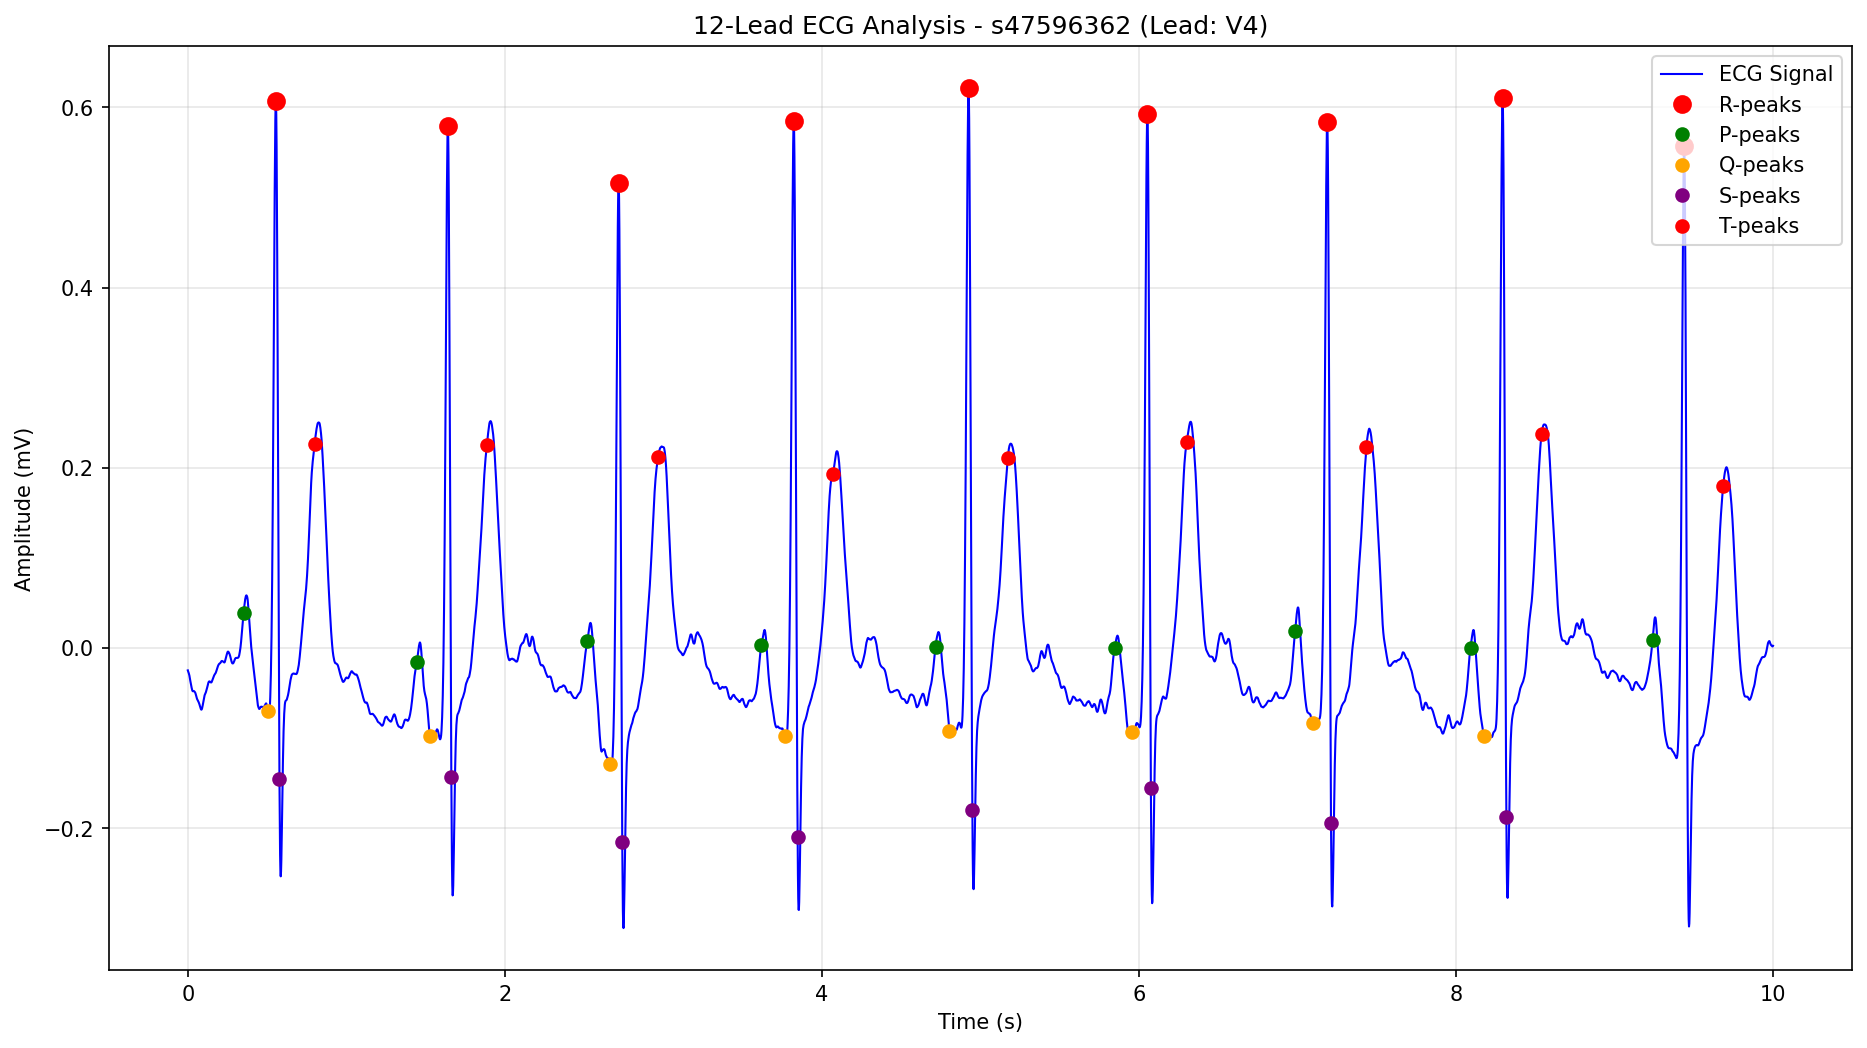 12-Lead ECG Analysis - s47596362 (Lead: V4)
ECG Signal
R-peaks
P-peaks
Q-peaks
S-peaks
T-peaks
Amplitude (mV)
0.6
0.4
0.2
0.0
−0.2
0 2 4 6 8 10
Time (s)